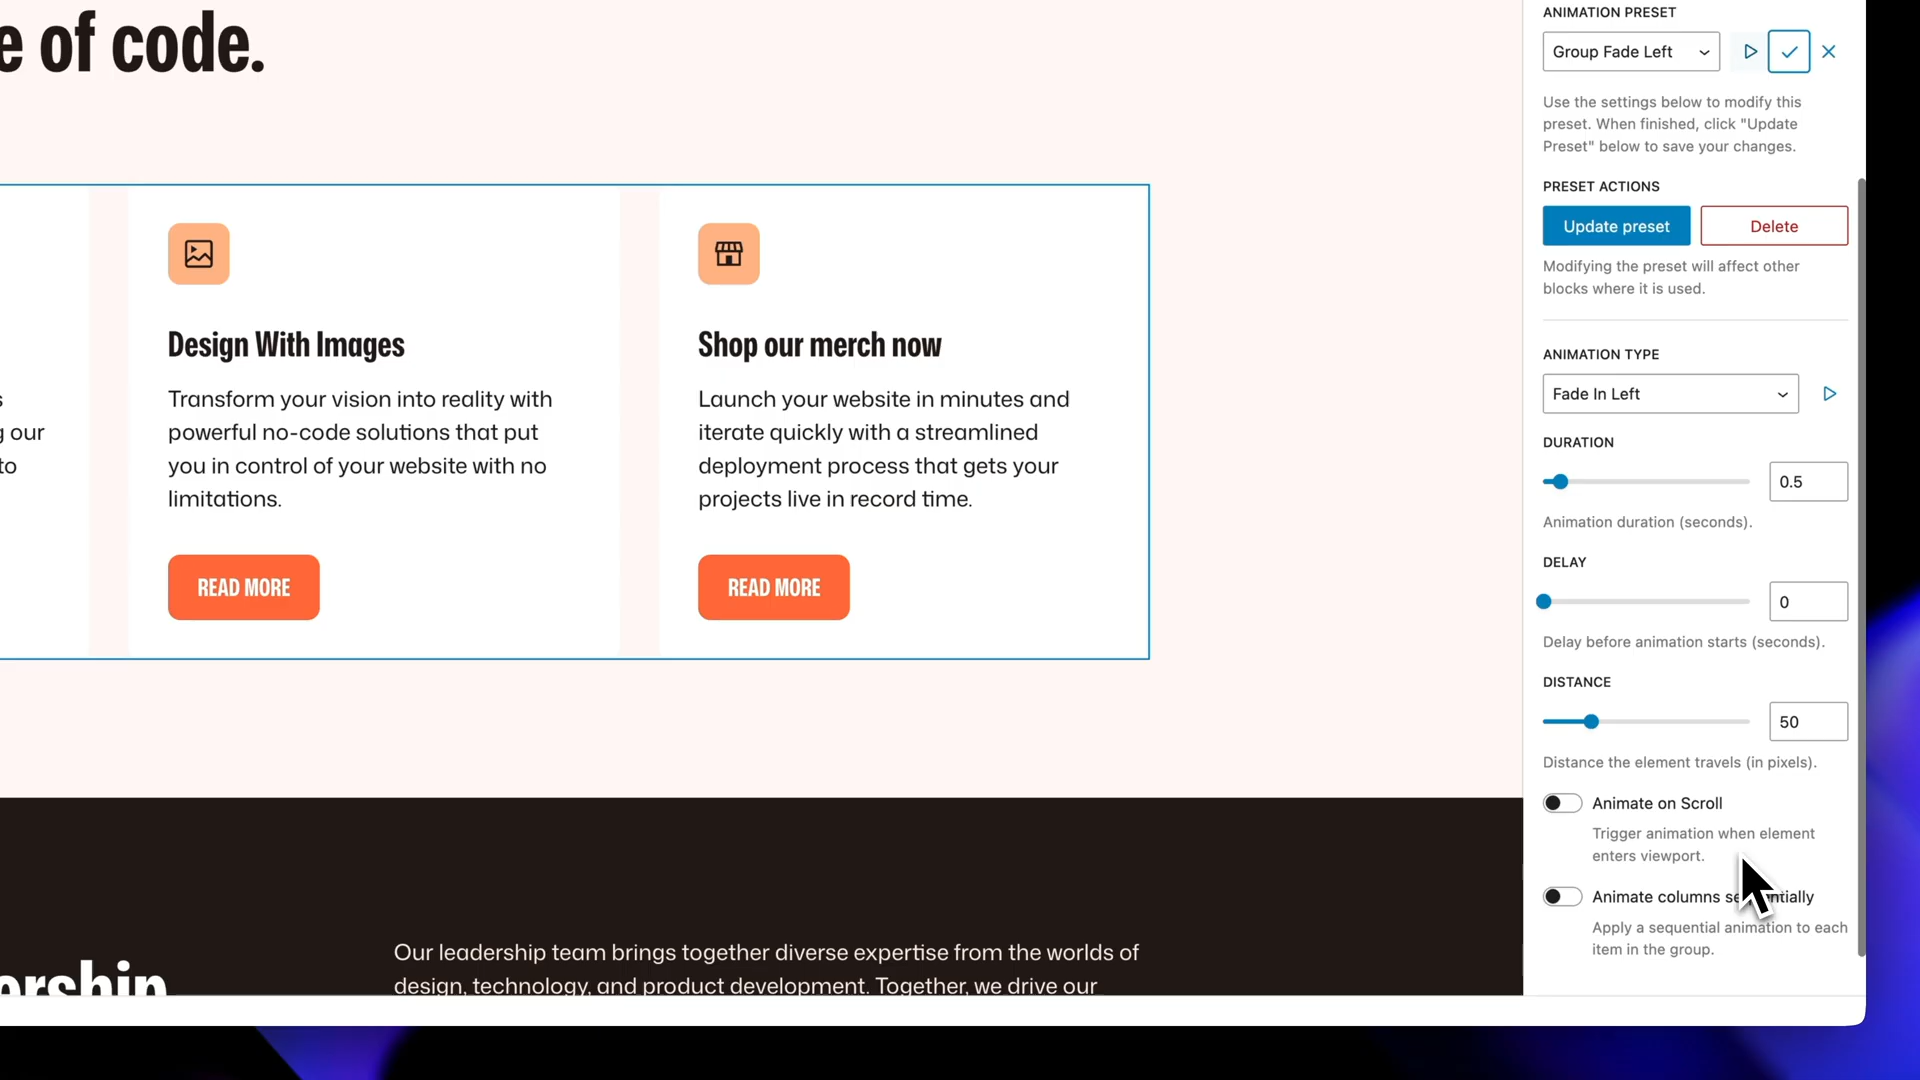 e of code.
s
g our
to
Design With Images
Transform your vision into reality with
powerful no-code solutions that put
you in control of your website with no
limitations.
READ MORE
Shop our merch now
Launch your website in minutes and
iterate quickly with a streamlined
deployment process that gets your
projects live in record time.
READ MORE
ership
Our leadership team brings together diverse expertise from the worlds of
design, technology, and product development. Together, we drive our
ANIMATION PRESET
Group Fade Left
Use the settings below to modify this
preset. When finished, click "Update
Preset" below to save your changes.
PRESET ACTIONS
Update preset
Delete
Modifying the preset will affect other
blocks where it is used.
ANIMATION TYPE
Fade In Left
DURATION
0.5
Animation duration (seconds).
DELAY
0
Delay before animation starts (seconds).
DISTANCE
50
Distance the element travels (in pixels).
Animate on Scroll
Trigger animation when element
enters viewport.
Animate columns sequentially
Apply a sequential animation to each
item in the group.